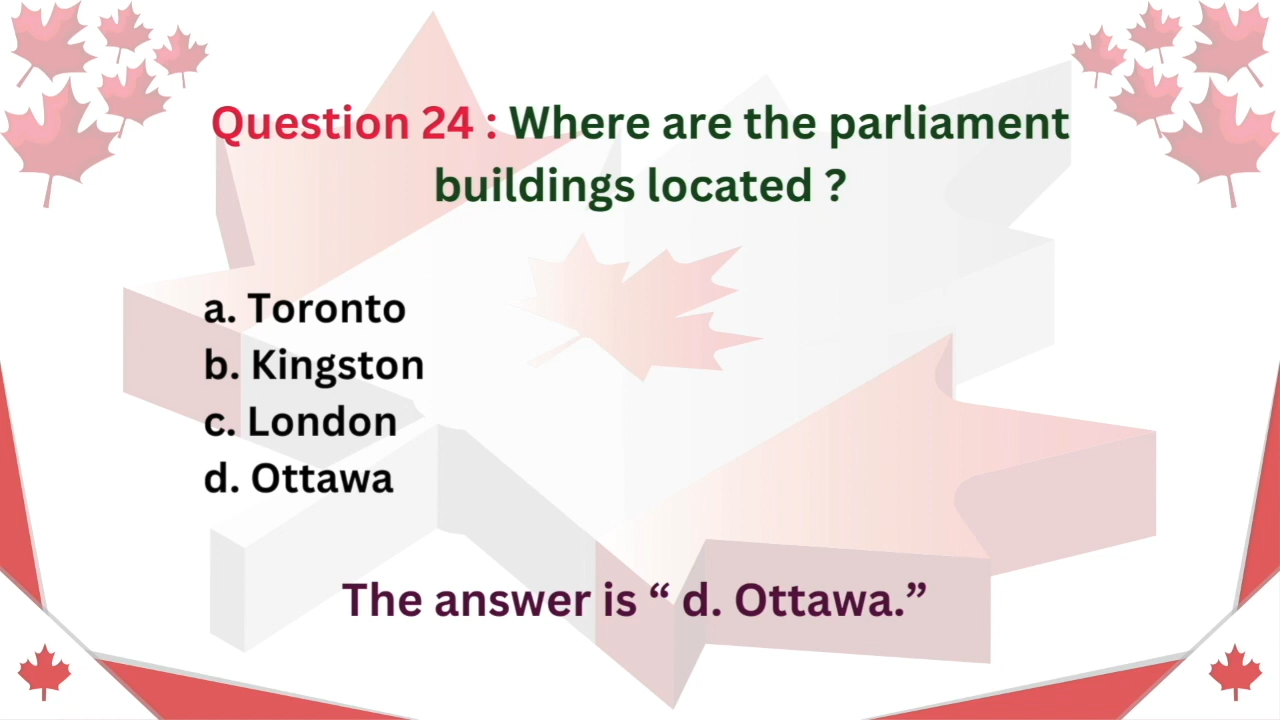 Question 24 : Where are the parliament
buildings located ?
a. Toronto
b. Kingston
c. London
d. Ottawa
The answer is “ d. Ottawa.”